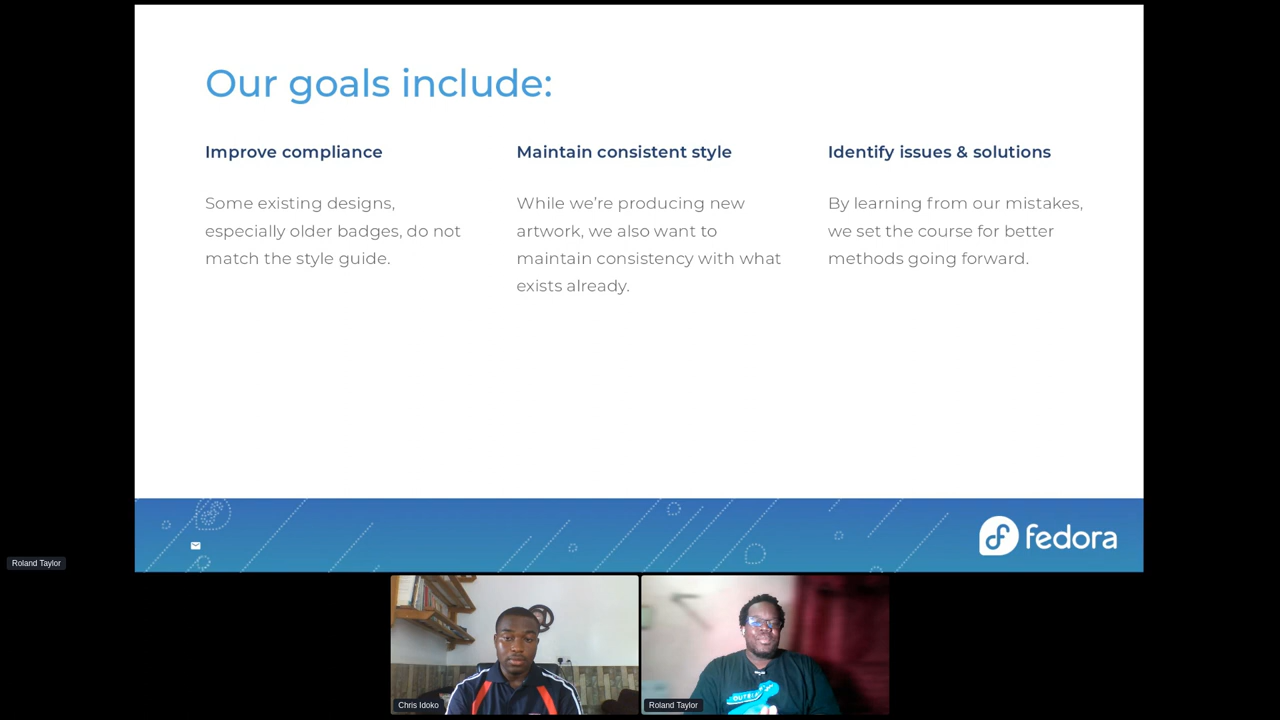 Our goals include:
Improve compliance
Some existing designs,
especially older badges, do not
match the style guide.
Maintain consistent style
While we’re producing new
artwork, we also want to
maintain consistency with what
exists already.
Identify issues & solutions
By learning from our mistakes,
we set the course for better
methods going forward.
fedora
Roland Taylor
Chris Idoko
Roland Taylor